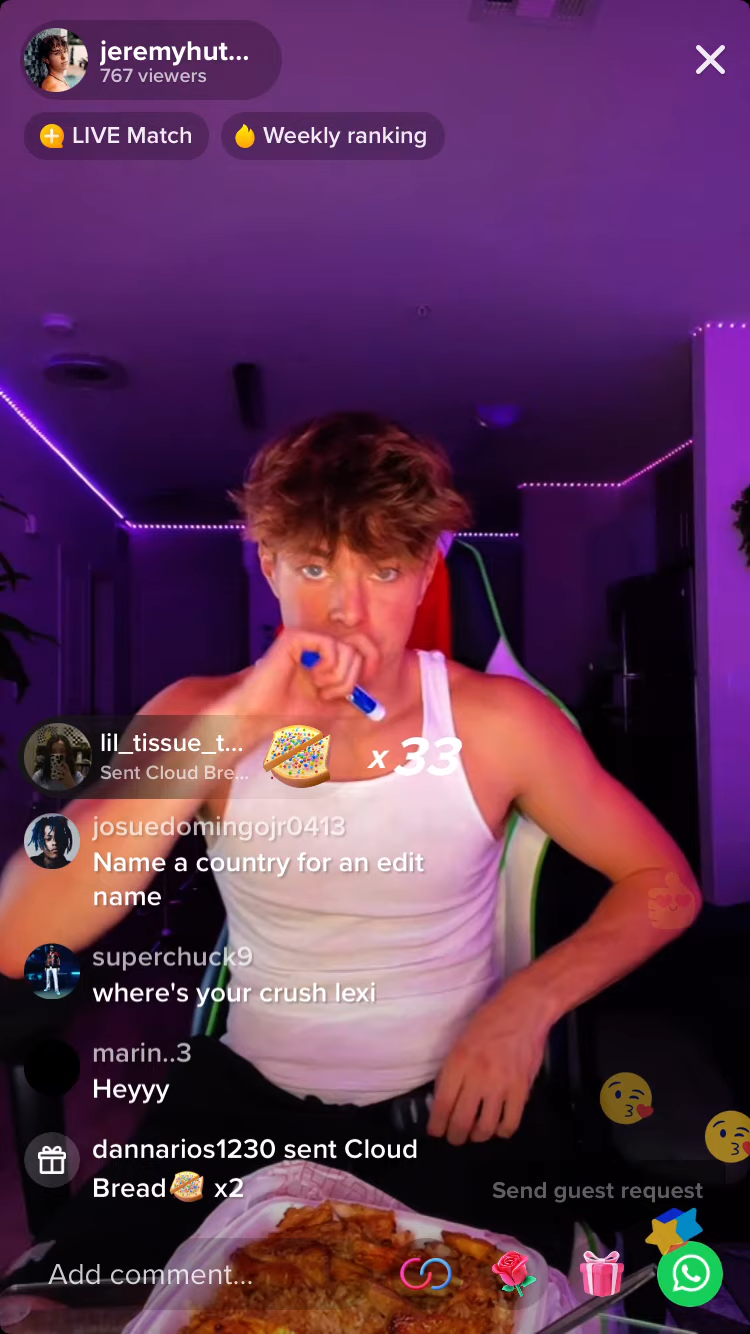 jeremyhut...
767 viewers
LIVE Match
Weekly ranking
lil_tissue_t...
Sent Cloud Bre...
x 33
josuedomingojr0413
Name a country for an edit
name
superchuck9
where's your crush lexi
marin..3
Heyyy
dannarios1230 sent Cloud
Bread x2
Send guest request
Add comment...